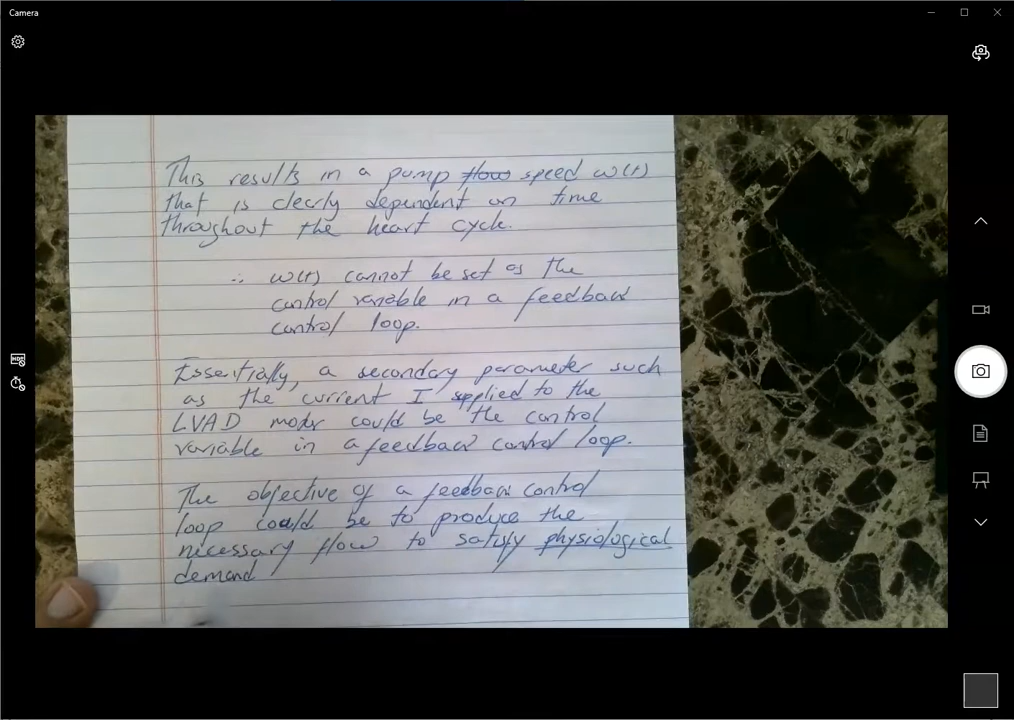 Camera
This results in a pump flow speed ω(t)
that is clearly dependent on time
throughout the heart cycle.
∴ ω(t) cannot be set as the
control variable in a feedback
control loop.
Essentially, a secondary parameter such
as the current I supplied to the
LVAD motor could be the control
variable in a feedback control loop.
The objective of a feedback control
loop could be to produce the
necessary flow to satisfy physiological
demand